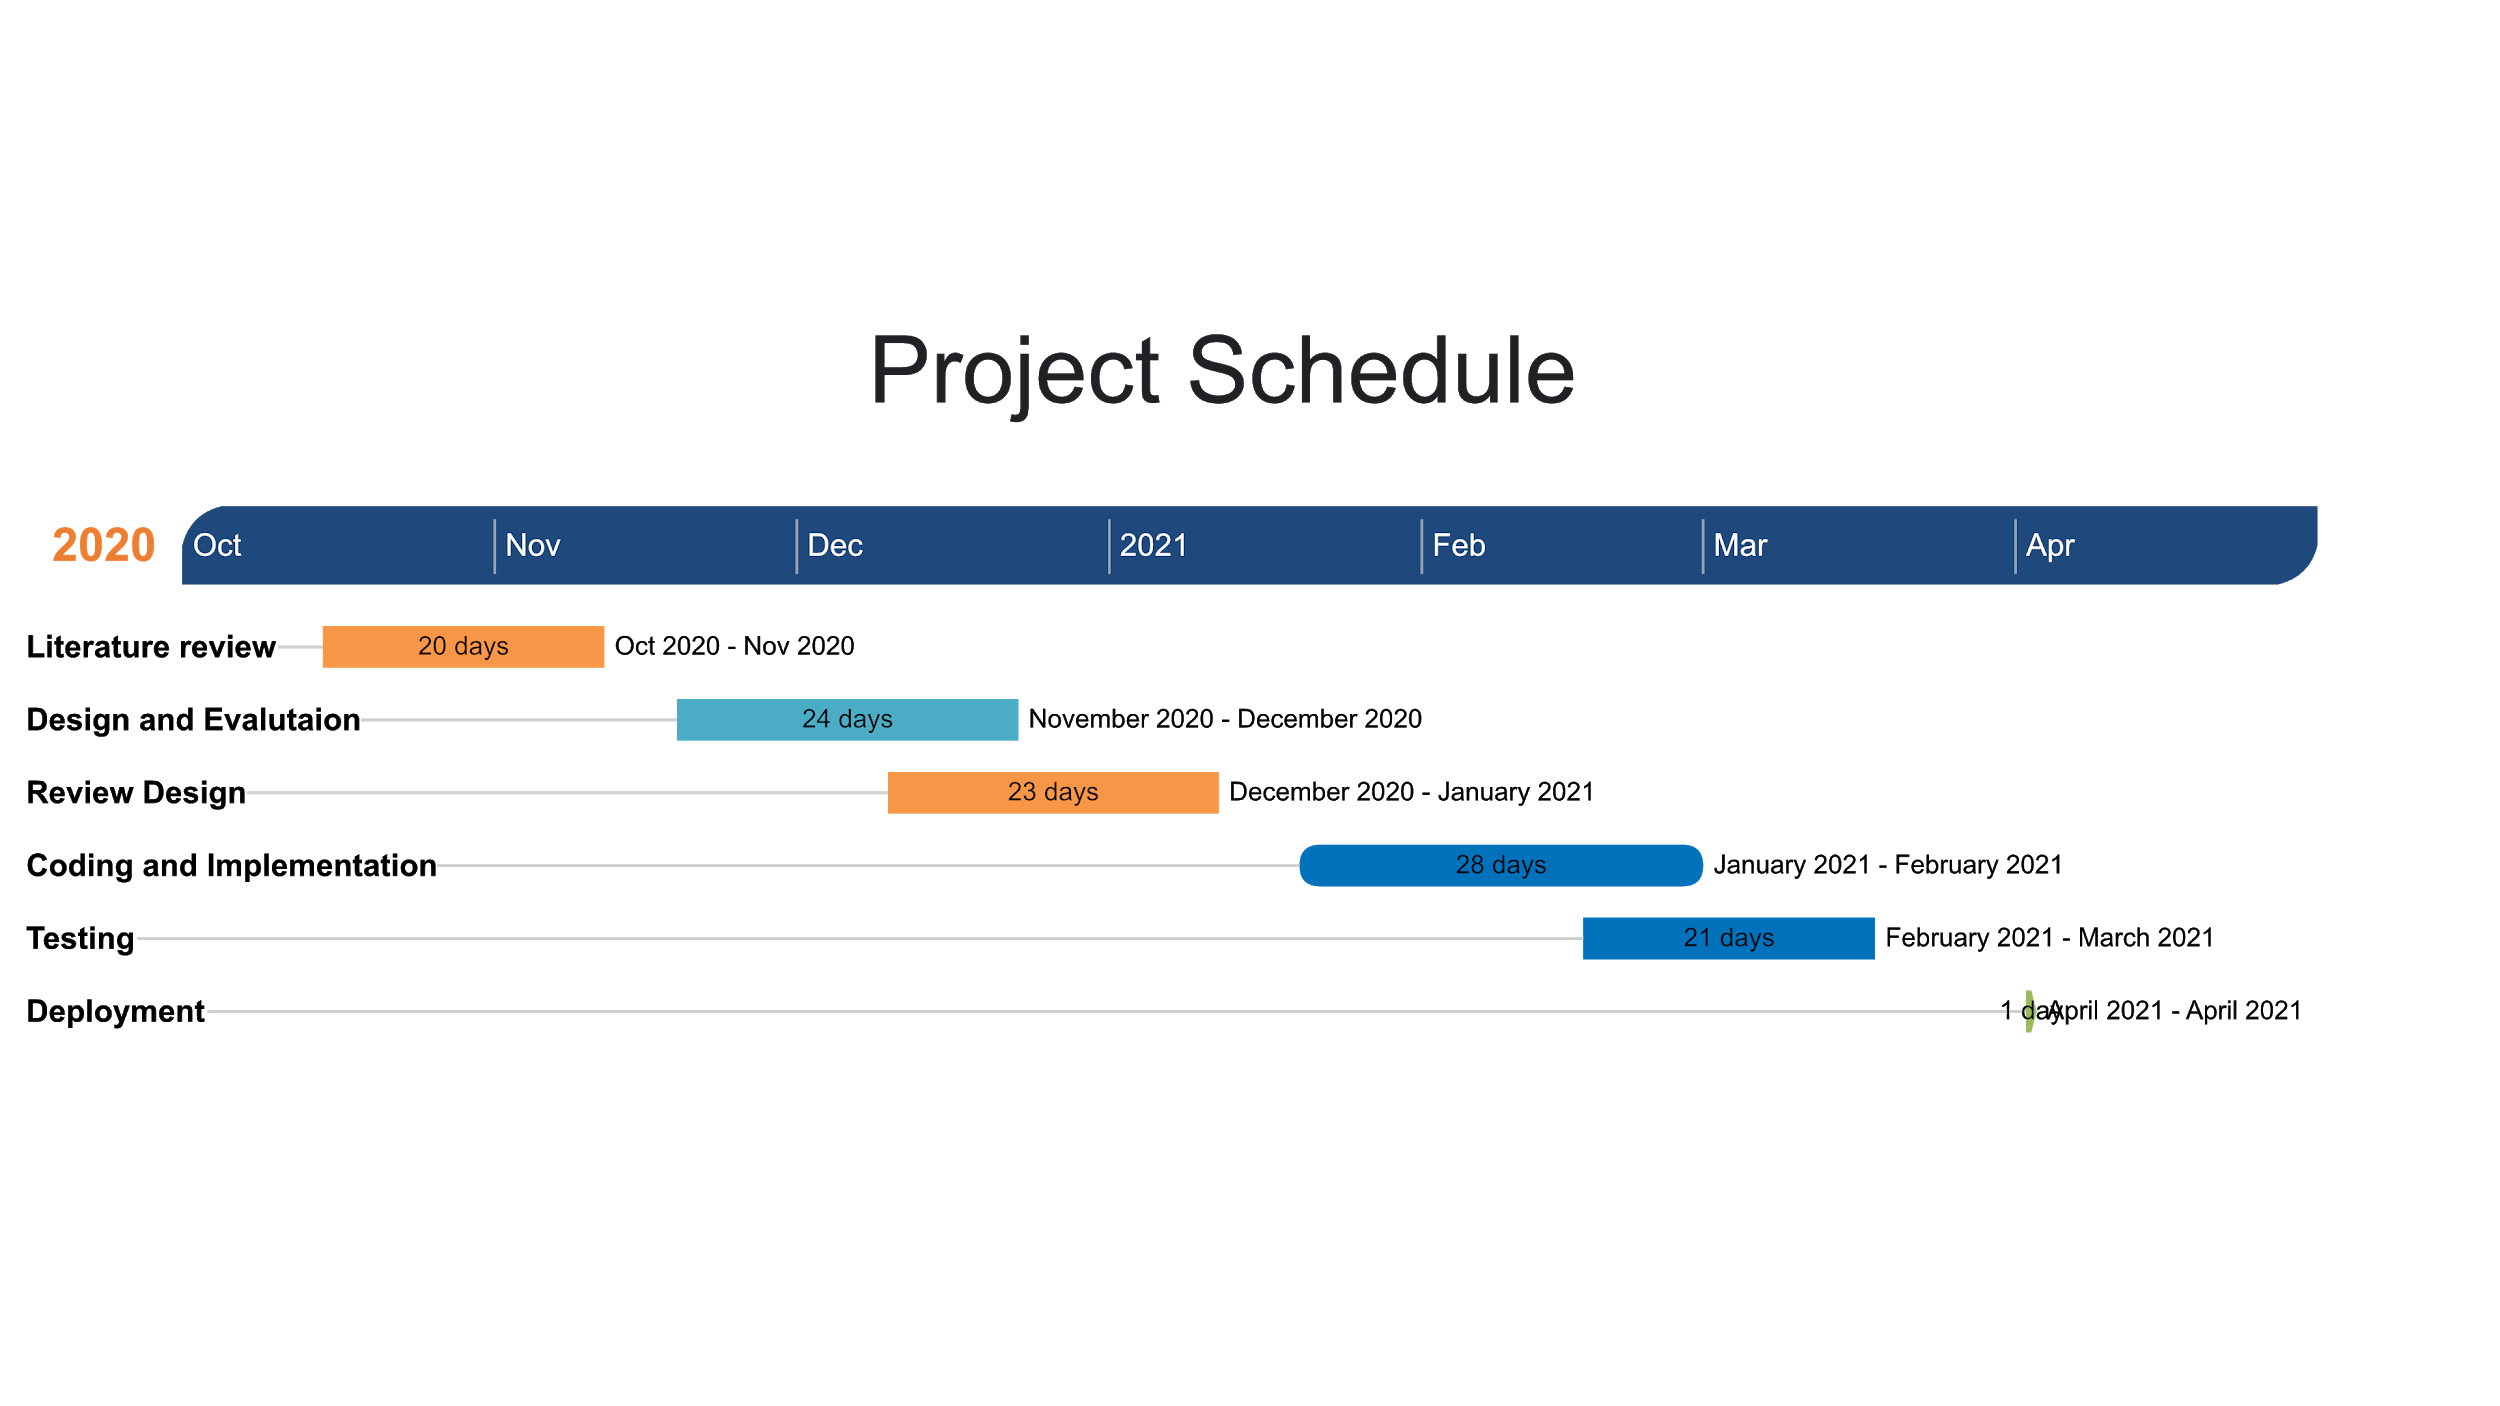 Project Schedule
2020 Oct Nov Dec 2021 Feb Mar Apr
Literature review 20 days Oct 2020 - Nov 2020
Design and Evalutaion 24 days November 2020 - December 2020
Review Design 23 days December 2020 - January 2021
Coding and Implementation 28 days January 2021 - February 2021
Testing 21 days February 2021 - March 2021
Deployment 1 day April 2021 - April 2021